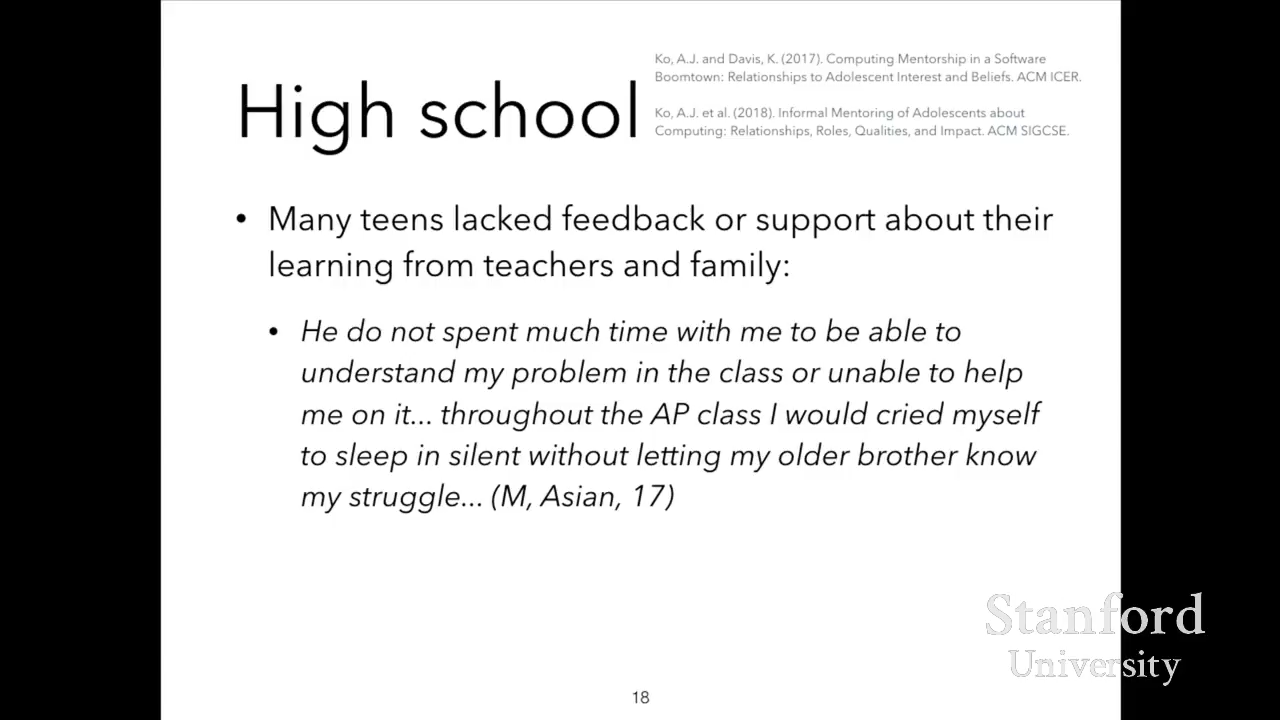 High school
Ko, A.J. and Davis, K. (2017). Computing Mentorship in a Software
Boomtown: Relationships to Adolescent Interest and Beliefs. ACM ICER.
Ko, A.J. et al. (2018). Informal Mentoring of Adolescents about
Computing: Relationships, Roles, Qualities, and Impact. ACM SIGCSE.
• Many teens lacked feedback or support about their
learning from teachers and family:
• He do not spent much time with me to be able to
understand my problem in the class or unable to help
me on it... throughout the AP class I would cried myself
to sleep in silent without letting my older brother know
my struggle... (M, Asian, 17)
Stanford
University
18